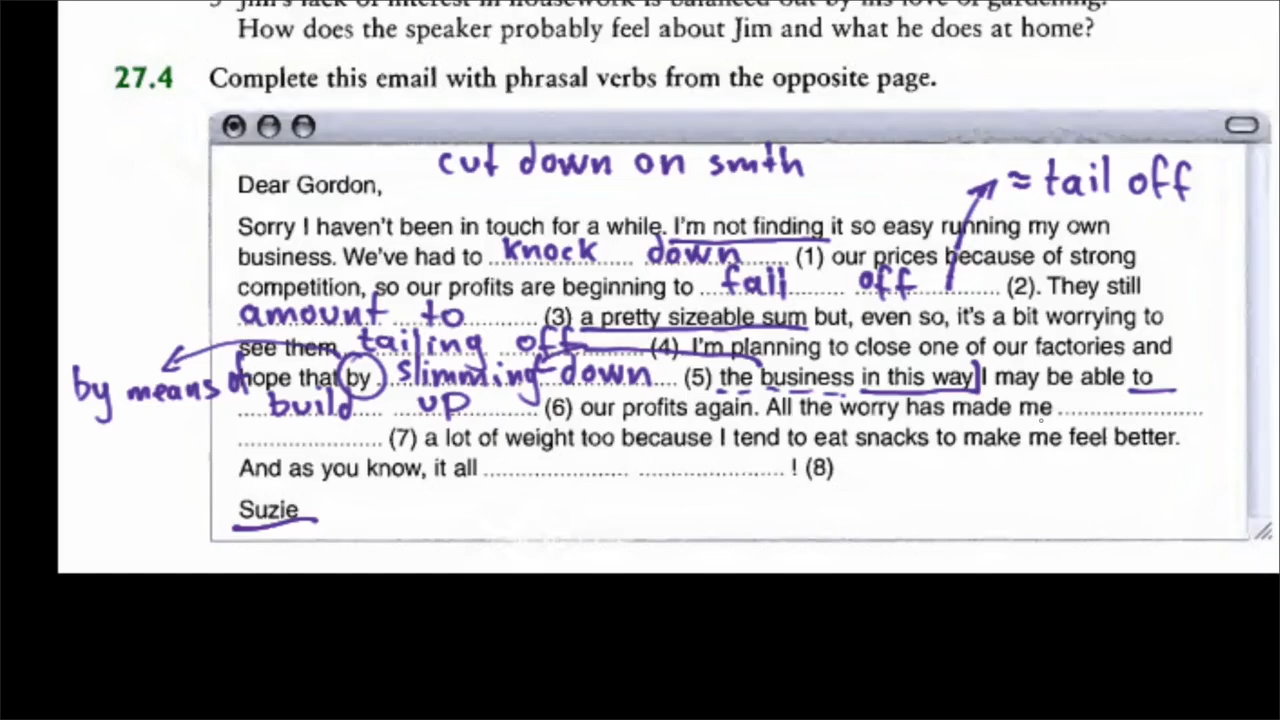 3 Jim's lack of interest in housework is balanced out by his love of gardening.
How does the speaker probably feel about Jim and what he does at home?
27.4 Complete this email with phrasal verbs from the opposite page.
cut down on smth
Dear Gordon,
≈ tail off
Sorry I haven't been in touch for a while. I'm not finding it so easy running my own
business. We've had to knock down (1) our prices because of strong
competition, so our profits are beginning to fall off (2). They still
amount to (3) a pretty sizeable sum but, even so, it's a bit worrying to
see them tailing off (4). I'm planning to close one of our factories and
by means of
hope that by slimming down (5) the business in this way I may be able to
build up (6) our profits again. All the worry has made me ....................
.................... (7) a lot of weight too because I tend to eat snacks to make me feel better.
And as you know, it all .................... .................... ! (8)
Suzie